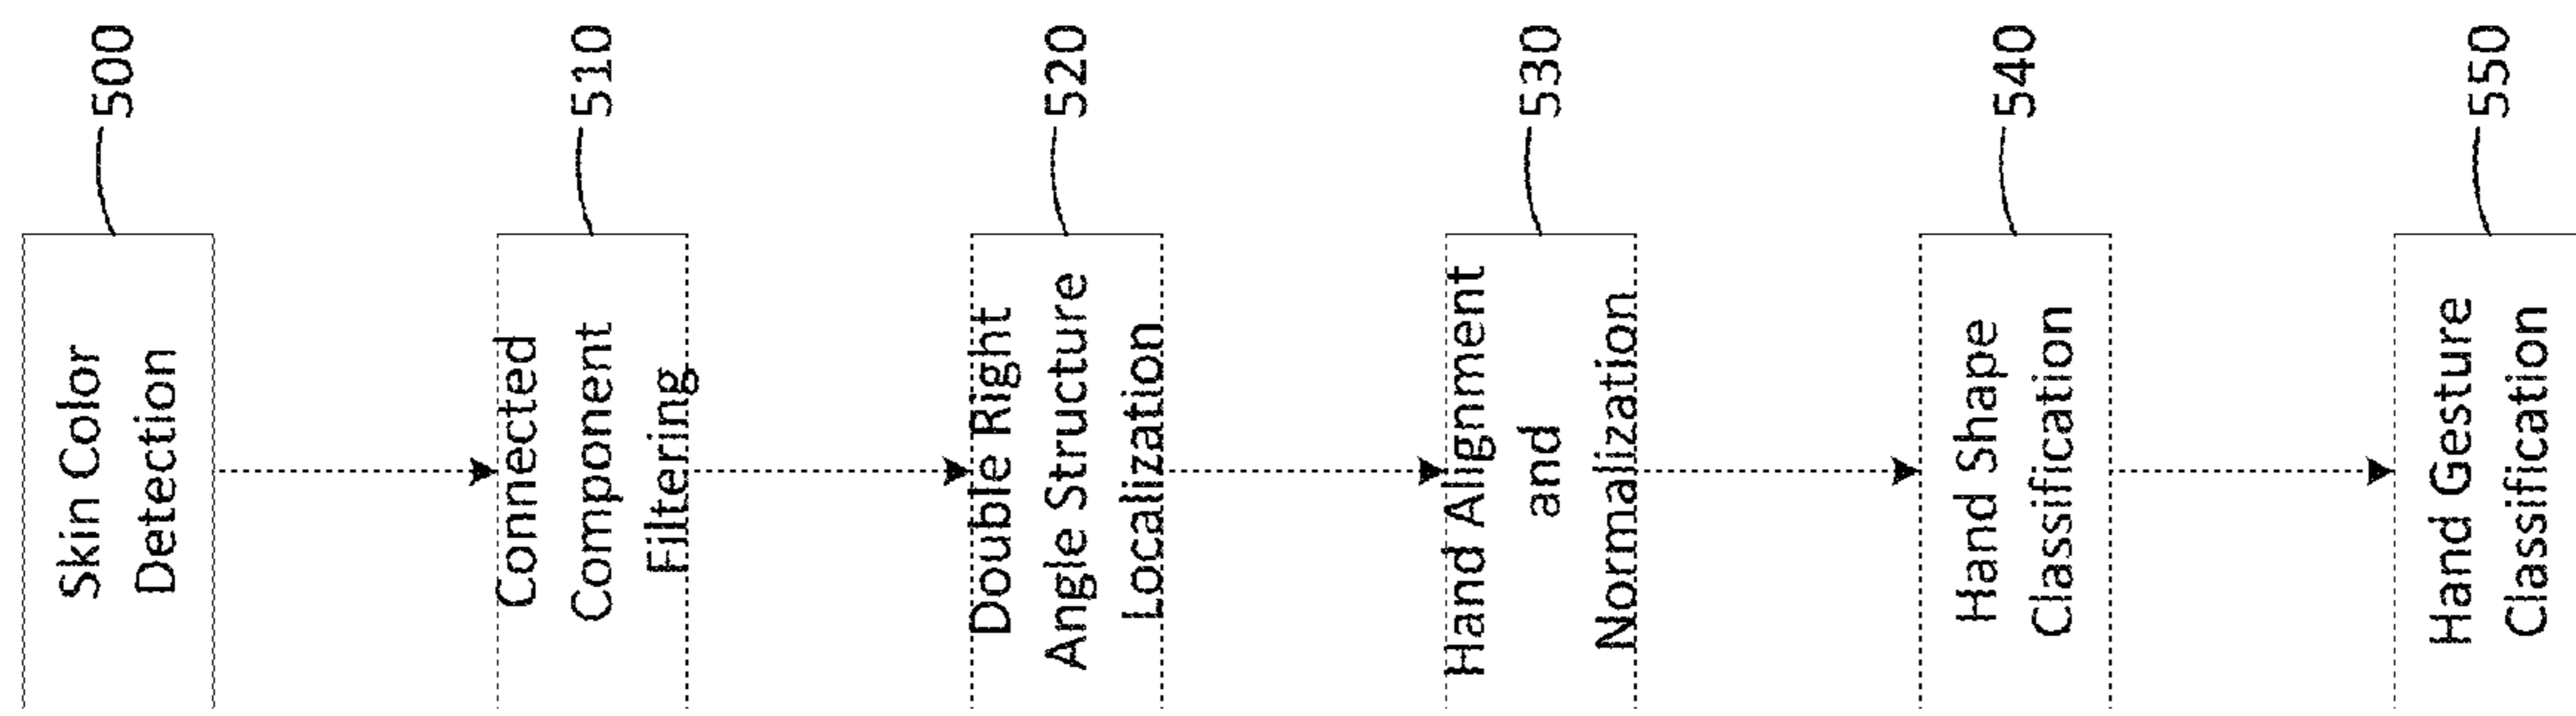 500
Skin Color
Detection
510
Connected
Component
Filtering
520
Double Right
Angle Structure
Localization
530
Hand Alignment
and
Normalization
540
Hand Shape
Classification
550
Hand Gesture
Classification